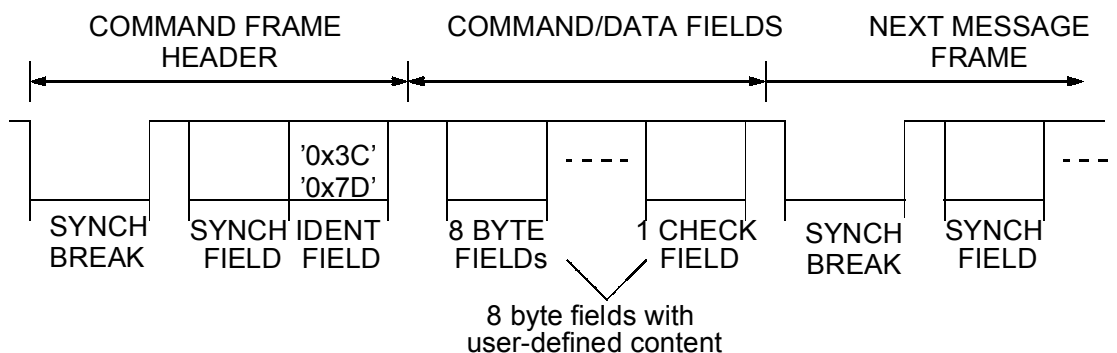 COMMAND FRAME
HEADER
COMMAND/DATA FIELDS
NEXT MESSAGE
FRAME
'0x3C'
'0x7D'
SYNCH
BREAK
SYNCH
FIELD
IDENT
FIELD
8 BYTE
FIELDs
1 CHECK
FIELD
SYNCH
BREAK
SYNCH
FIELD
8 byte fields with
user-defined content